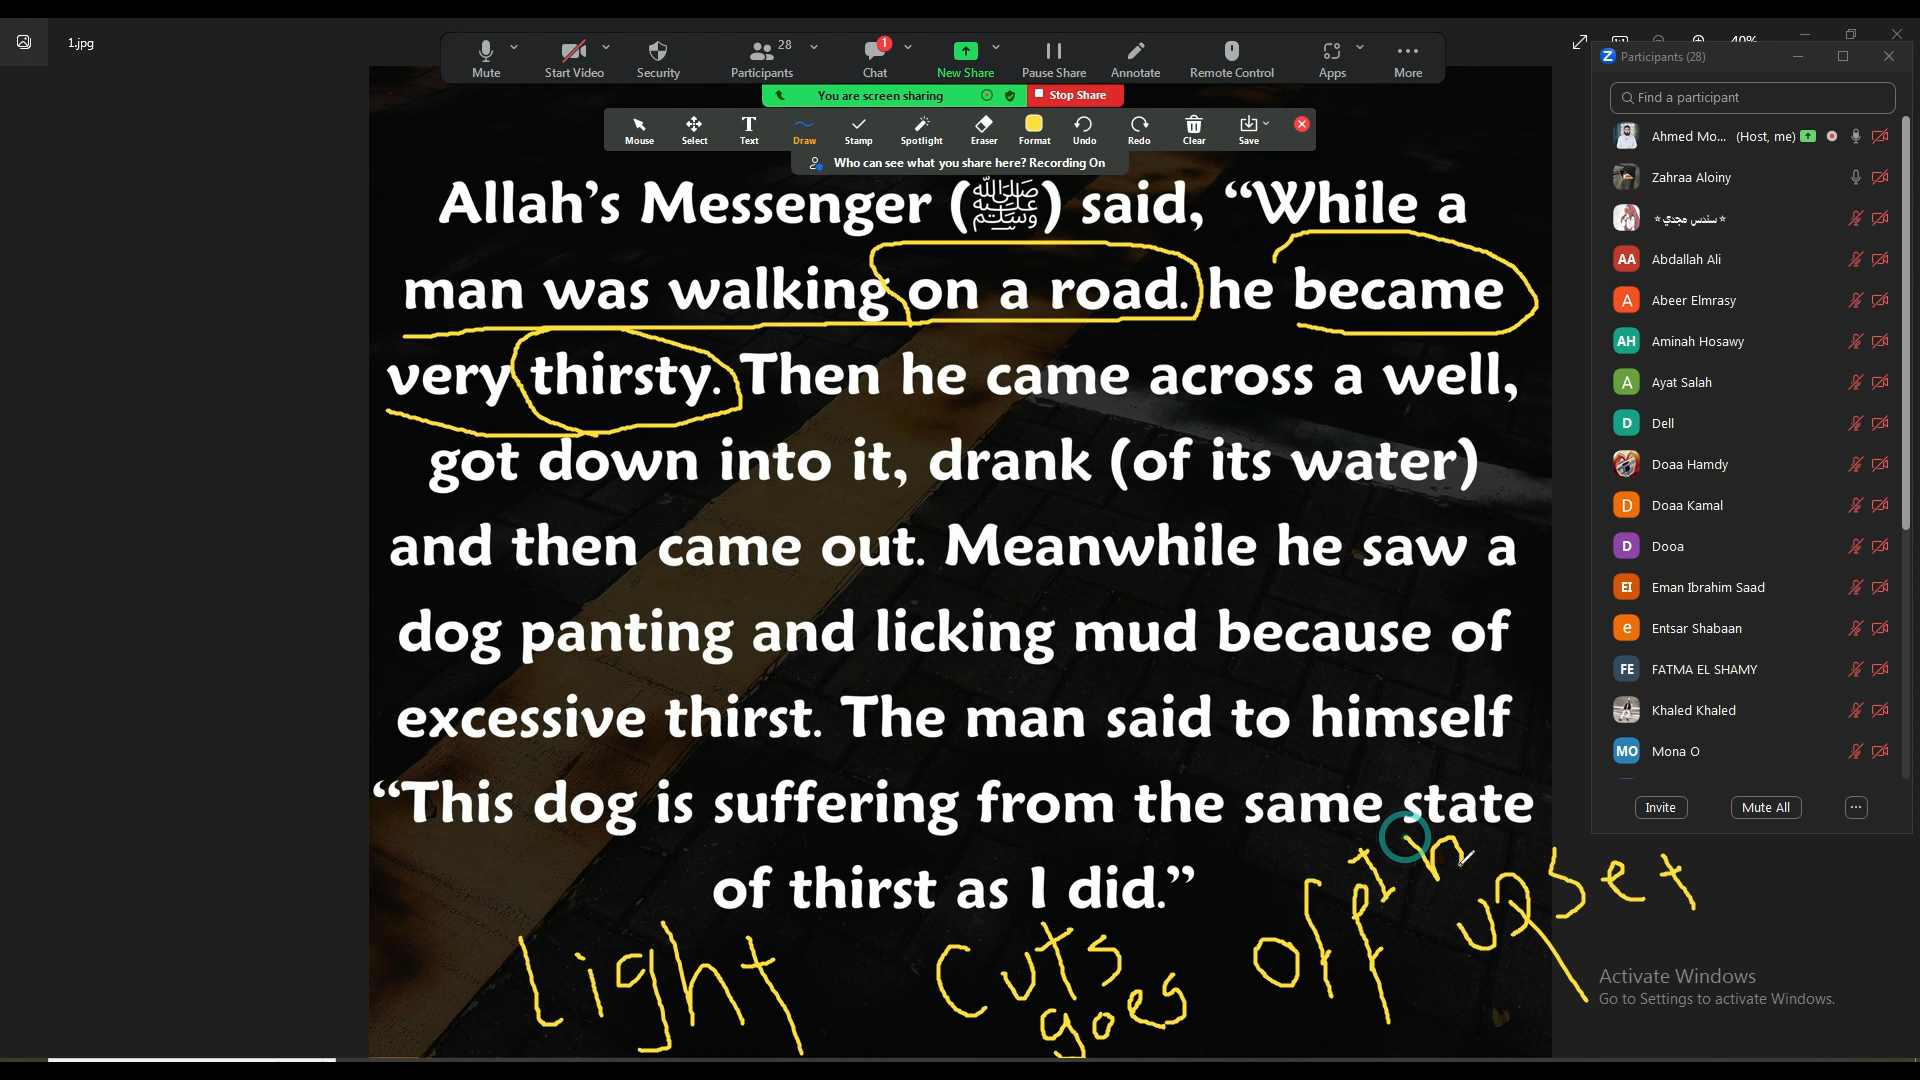 1.jpg
40%
28
1
Mute
Start Video
Security
Participants
Chat
New Share
Pause Share
Annotate
Remote Control
Apps
More
You are screen sharing
Stop Share
Mouse
Select
Text
Draw
Stamp
Spotlight
Eraser
Format
Undo
Redo
Clear
Save
Who can see what you share here? Recording On
Allah’s Messenger (ﷺ) said, “While a
man was walking on a road. he became
very thirsty. Then he came across a well,
got down into it, drank (of its water)
and then came out. Meanwhile he saw a
dog panting and licking mud because of
excessive thirst. The man said to himself
“This dog is suffering from the same state
of thirst as I did.”
Light cuts off upset
goes
Participants (28)
Find a participant
Ahmed Mo... (Host, me)
Zahraa Aloiny
*سندس مجدي*
AA Abdallah Ali
A Abeer Elmrasy
AH Aminah Hosawy
A Ayat Salah
D Dell
Doaa Hamdy
D Doaa Kamal
D Dooa
EI Eman Ibrahim Saad
e Entsar Shabaan
FE FATMA EL SHAMY
Khaled Khaled
MO Mona O
Invite
Mute All
Activate Windows
Go to Settings to activate Windows.